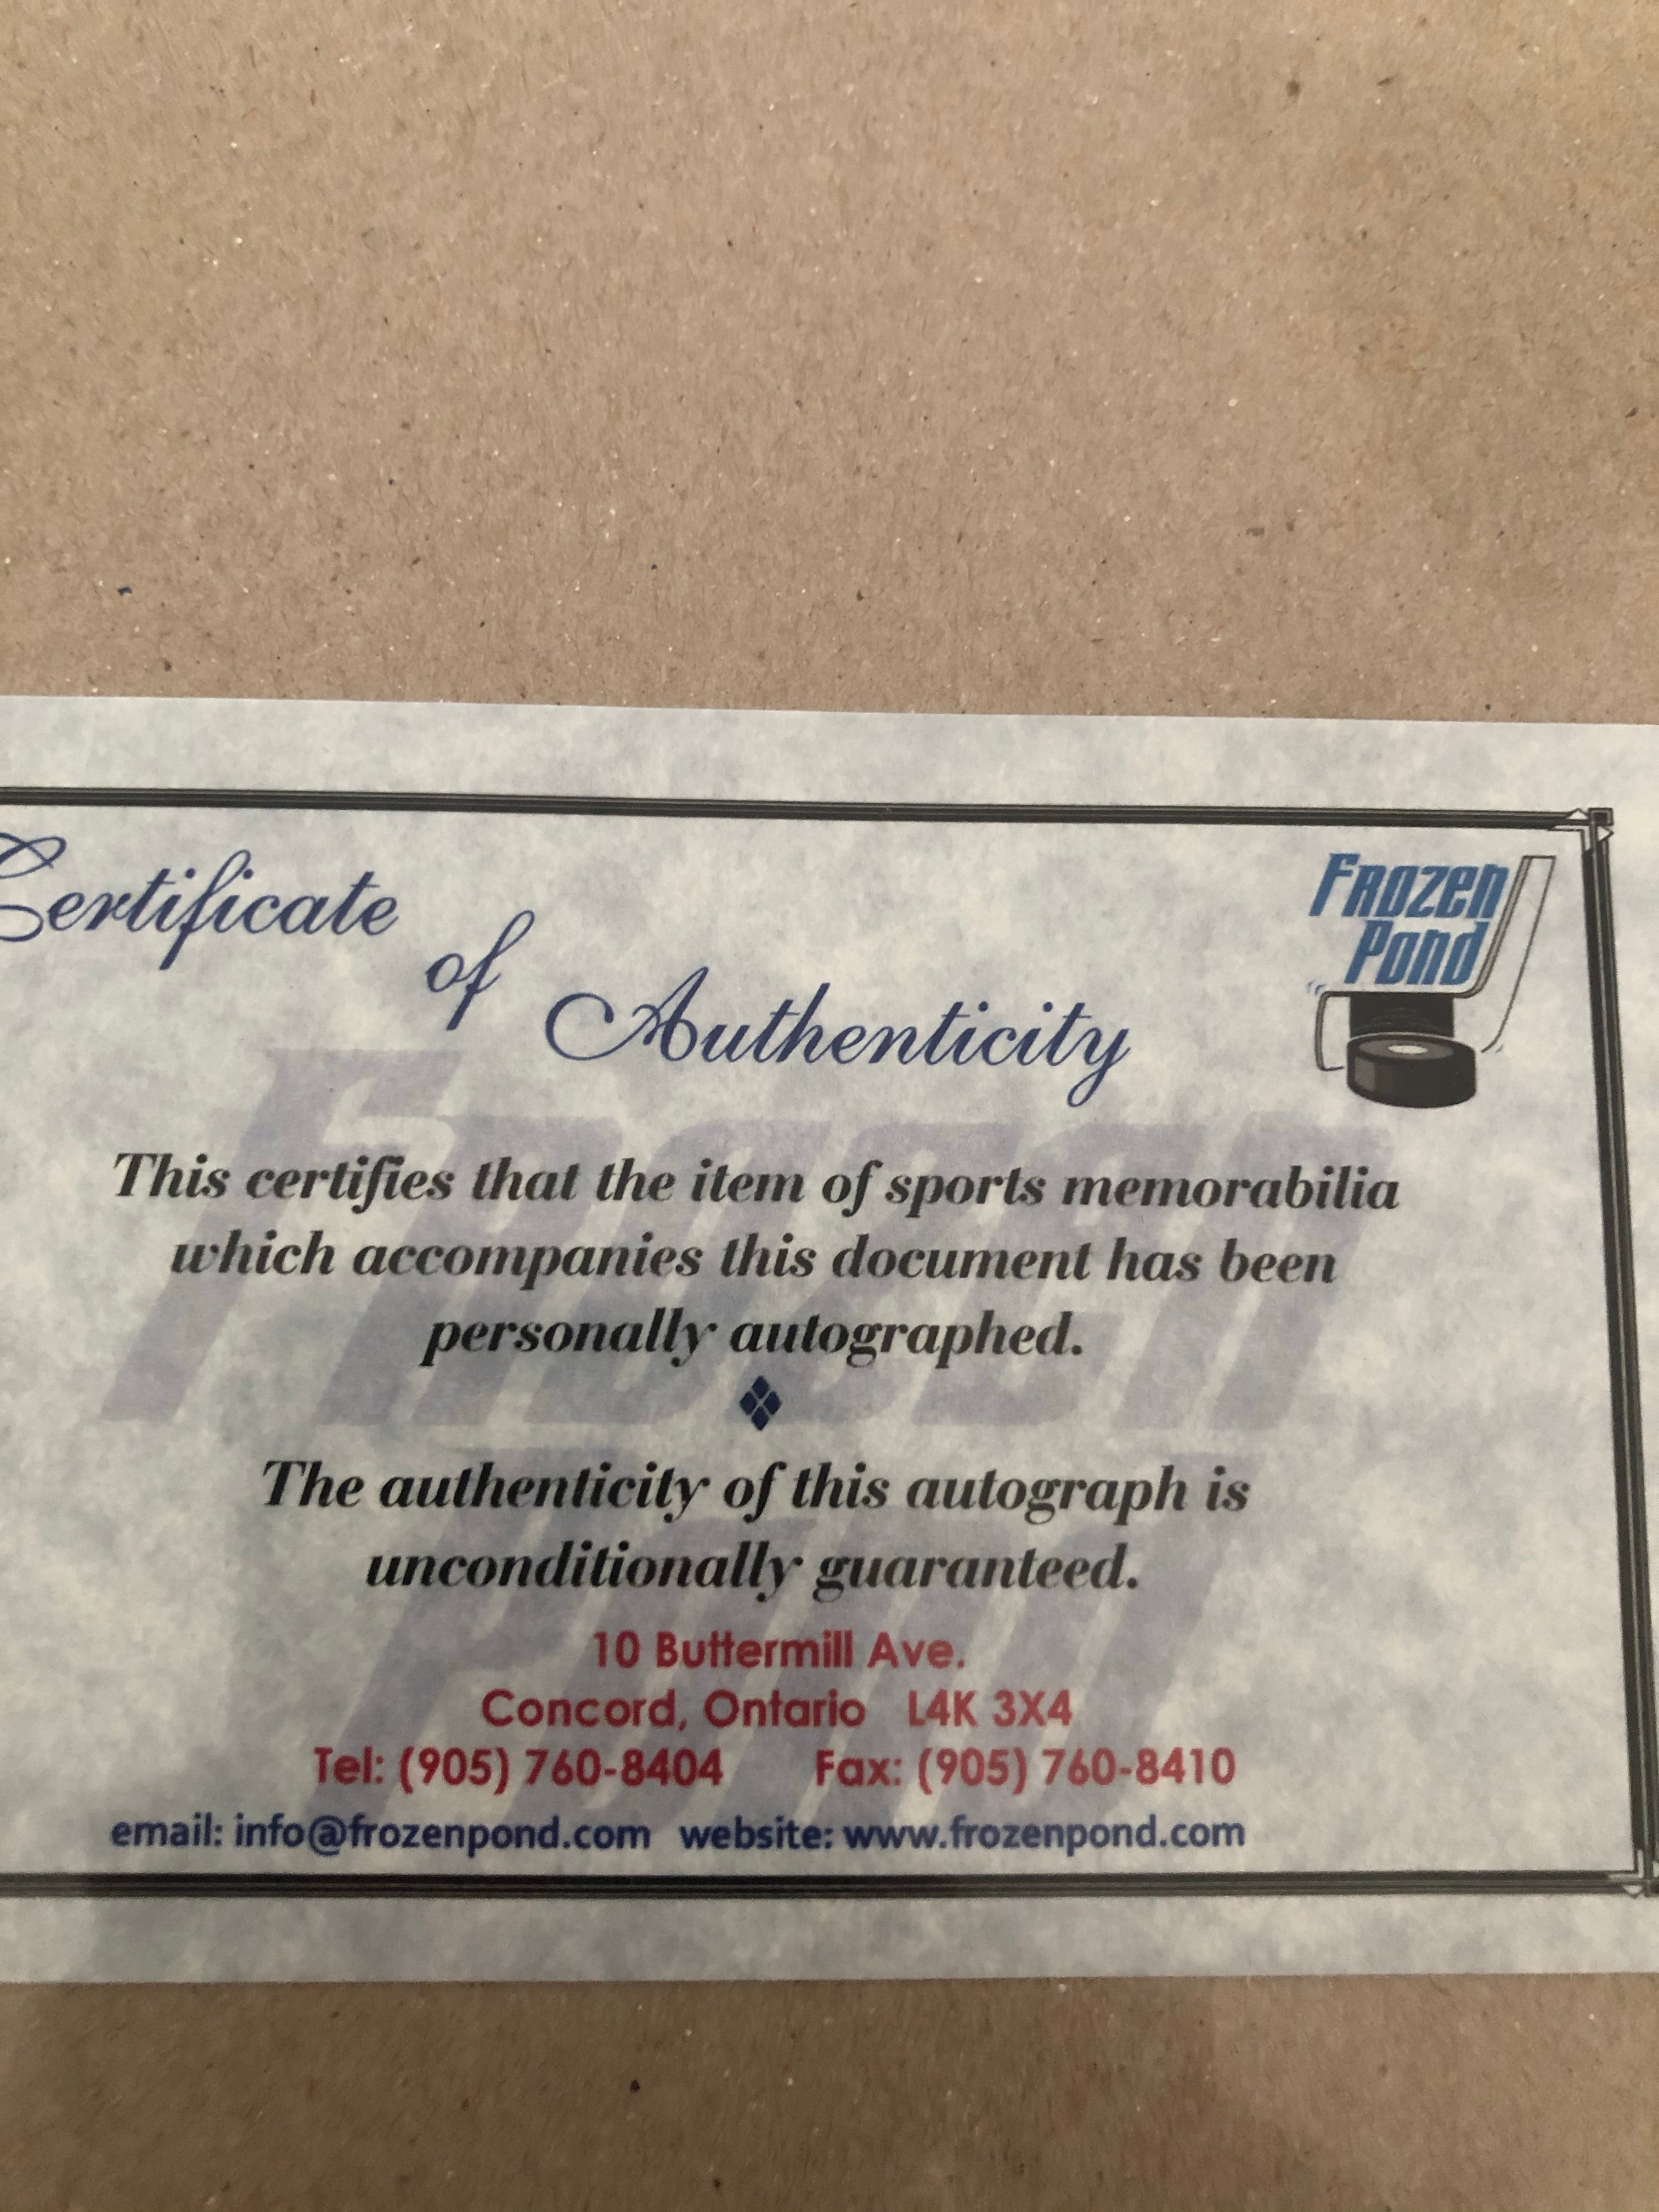 Certificate
of
Authenticity
Frozen
Pond
This certifies that the item of sports memorabilia
which accompanies this document has been
personally autographed.
The authenticity of this autograph is
unconditionally guaranteed.
10 Buttermill Ave.
Concord, Ontario L4K 3X4
Tel: (905) 760-8404 Fax: (905) 760-8410
email: info@frozenpond.com website: www.frozenpond.com
Frozen
Pond